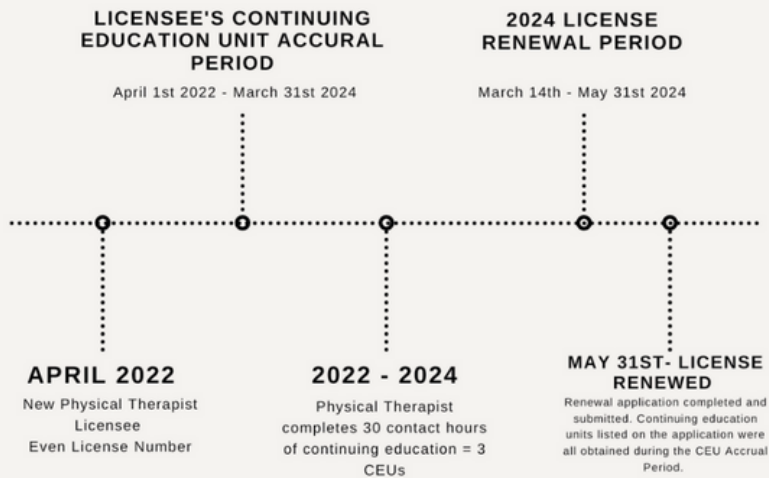 LICENSEE'S CONTINUING
EDUCATION UNIT ACCURAL
PERIOD
April 1st 2022 - March 31st 2024
2024 LICENSE
RENEWAL PERIOD
March 14th - May 31st 2024
APRIL 2022
New Physical Therapist
Licensee
Even License Number
2022 - 2024
Physical Therapist
completes 30 contact hours
of continuing education = 3
CEUs
MAY 31ST- LICENSE
RENEWED
Renewal application completed and
submitted. Continuing education
units listed on the application were
all obtained during the CEU Accrual
Period.